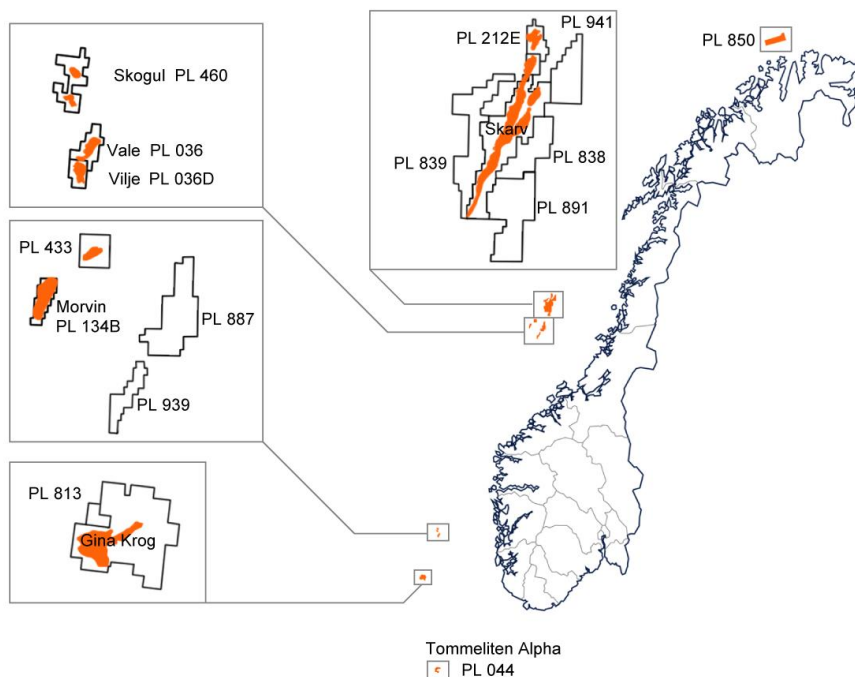 Skogul PL 460
Vale PL 036
Vilje PL 036D
PL 941
PL 212E
Skarv
PL 839
PL 838
PL 891
PL 850
PL 433
Morvin
PL 134B
PL 887
PL 939
PL 813
Gina Krog
Tommeliten Alpha
PL 044